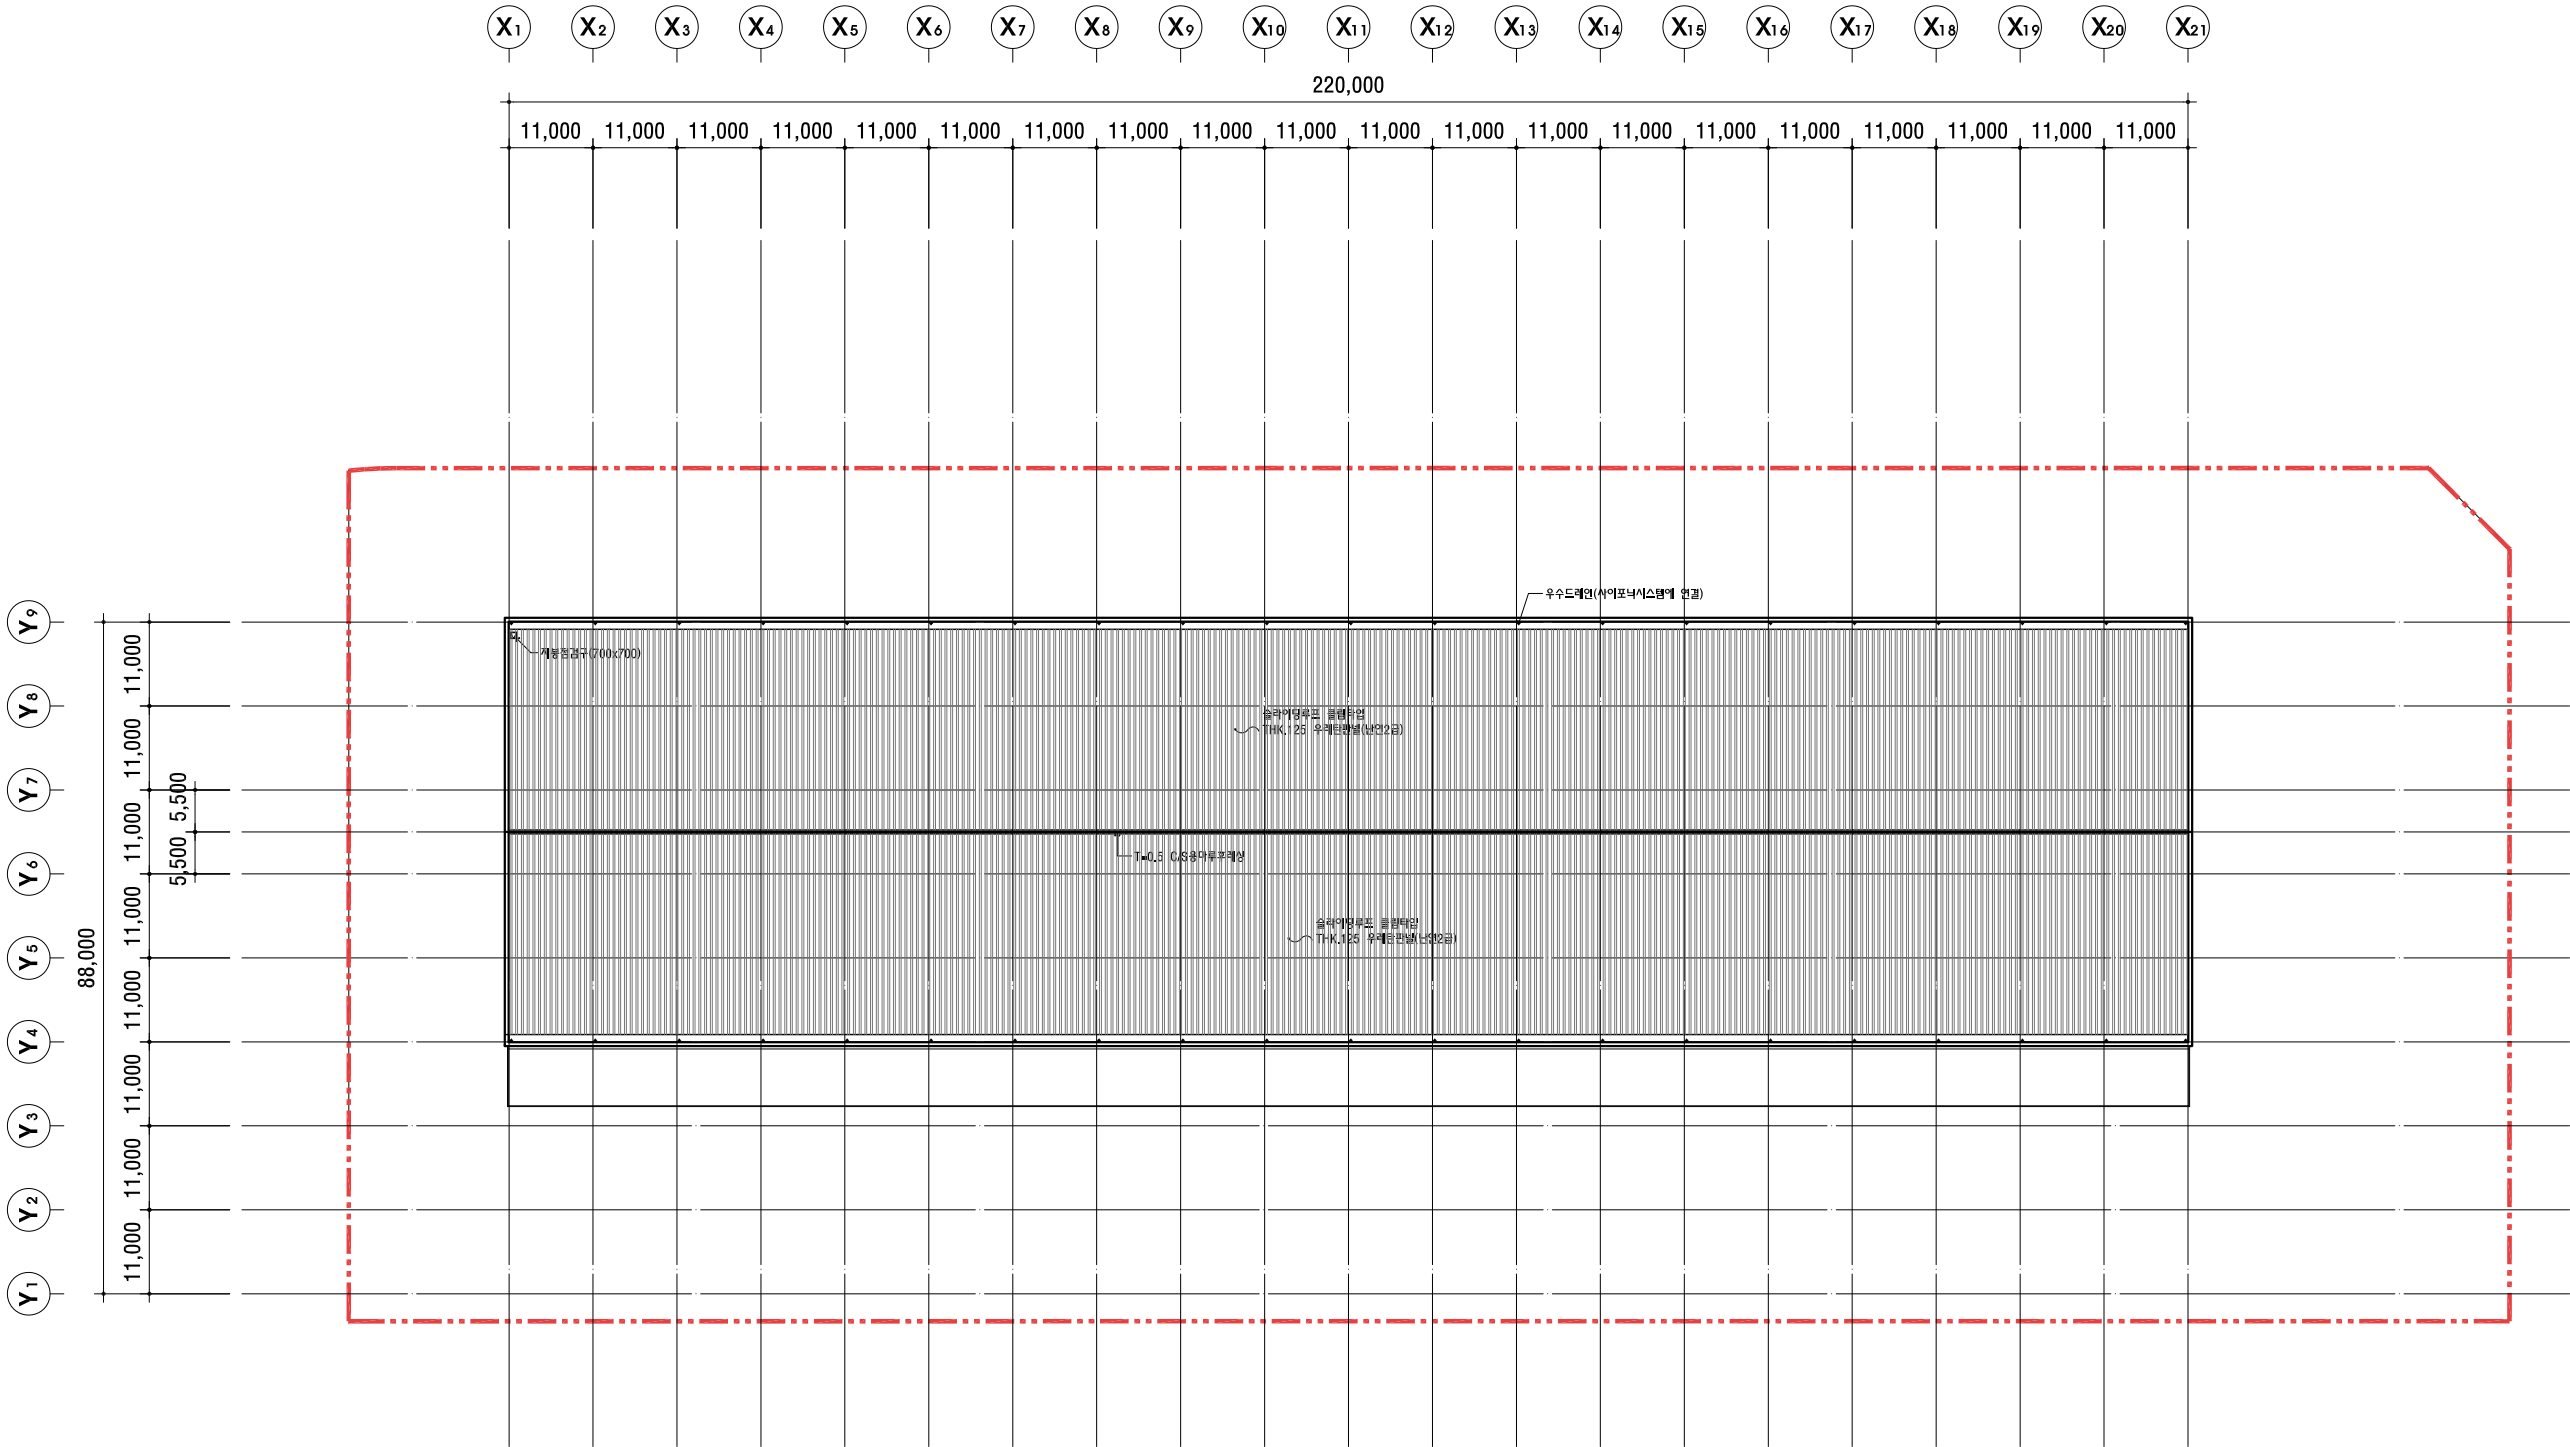 X1 X2 X3 X4 X5 X6 X7 X8 X9 X10 X11 X12 X13 X14 X15 X16 X17 X18 X19 X20 X21
220,000
11,000 11,000 11,000 11,000 11,000 11,000 11,000 11,000 11,000 11,000 11,000 11,000 11,000 11,000 11,000 11,000 11,000 11,000 11,000 11,000
우수드레인(싸이포닉시스템에 연결)
Y9
11,000
지붕점검구(700x700)
Y8
슬라이딩루프 클립타입
THK.125 우레탄판넬(난연2급)
11,000
Y7
5,500
11,000
5,500
T=0.5 C/S용마루후레싱
Y6
11,000
슬라이딩루프 클립타입
THK.125 우레탄판넬(난연2급)
88,000
Y5
11,000
Y4
11,000
Y3
11,000
Y2
11,000
Y1